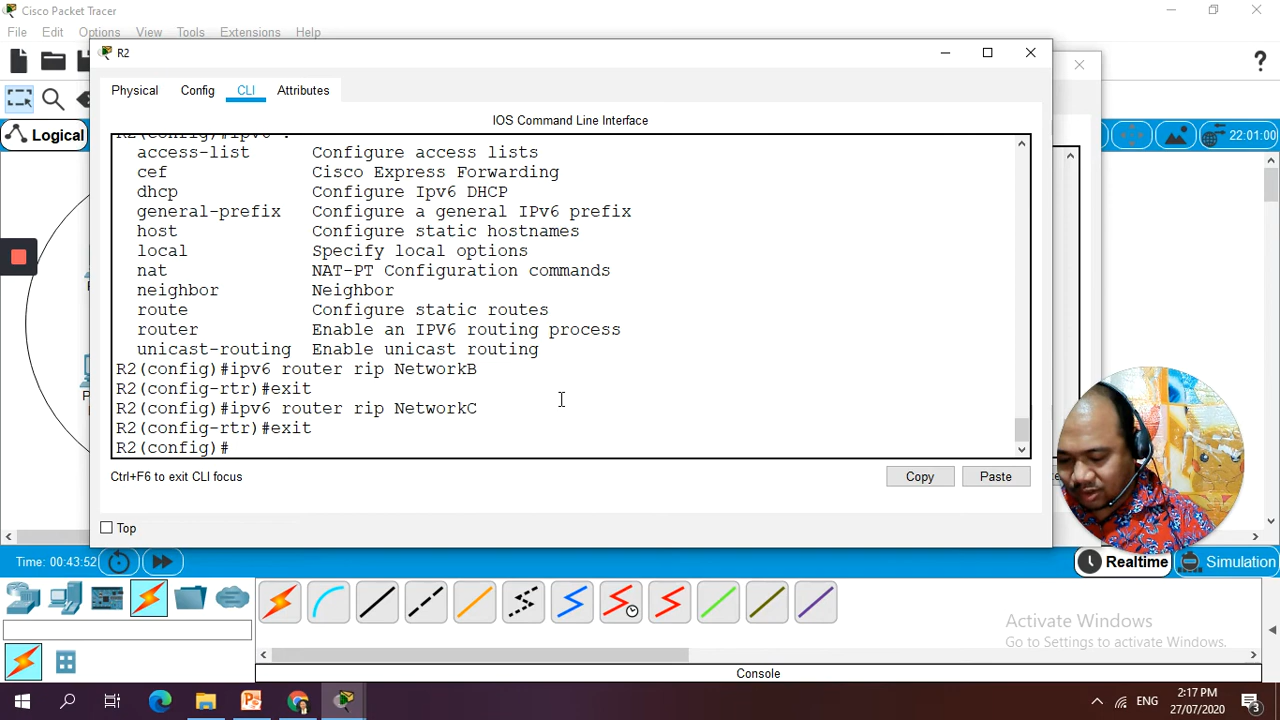 Cisco Packet Tracer
File Edit Options View Tools Extensions Help
R2
Physical Config CLI Attributes
IOS Command Line Interface
Logical
22:01:00
R2(config)#ipv6 ?
access-list Configure access lists
cef Cisco Express Forwarding
dhcp Configure Ipv6 DHCP
general-prefix Configure a general IPv6 prefix
host Configure static hostnames
local Specify local options
nat NAT-PT Configuration commands
neighbor Neighbor
route Configure static routes
router Enable an IPV6 routing process
unicast-routing Enable unicast routing
R2(config)#ipv6 router rip NetworkB
R2(config-rtr)#exit
R2(config)#ipv6 router rip NetworkC
R2(config-rtr)#exit
R2(config)#
Ctrl+F6 to exit CLI focus
Copy Paste
Top
Time: 00:43:52
Realtime Simulation
Activate Windows
Go to Settings to activate Windows.
Console
ENG
2:17 PM
27/07/2020
3